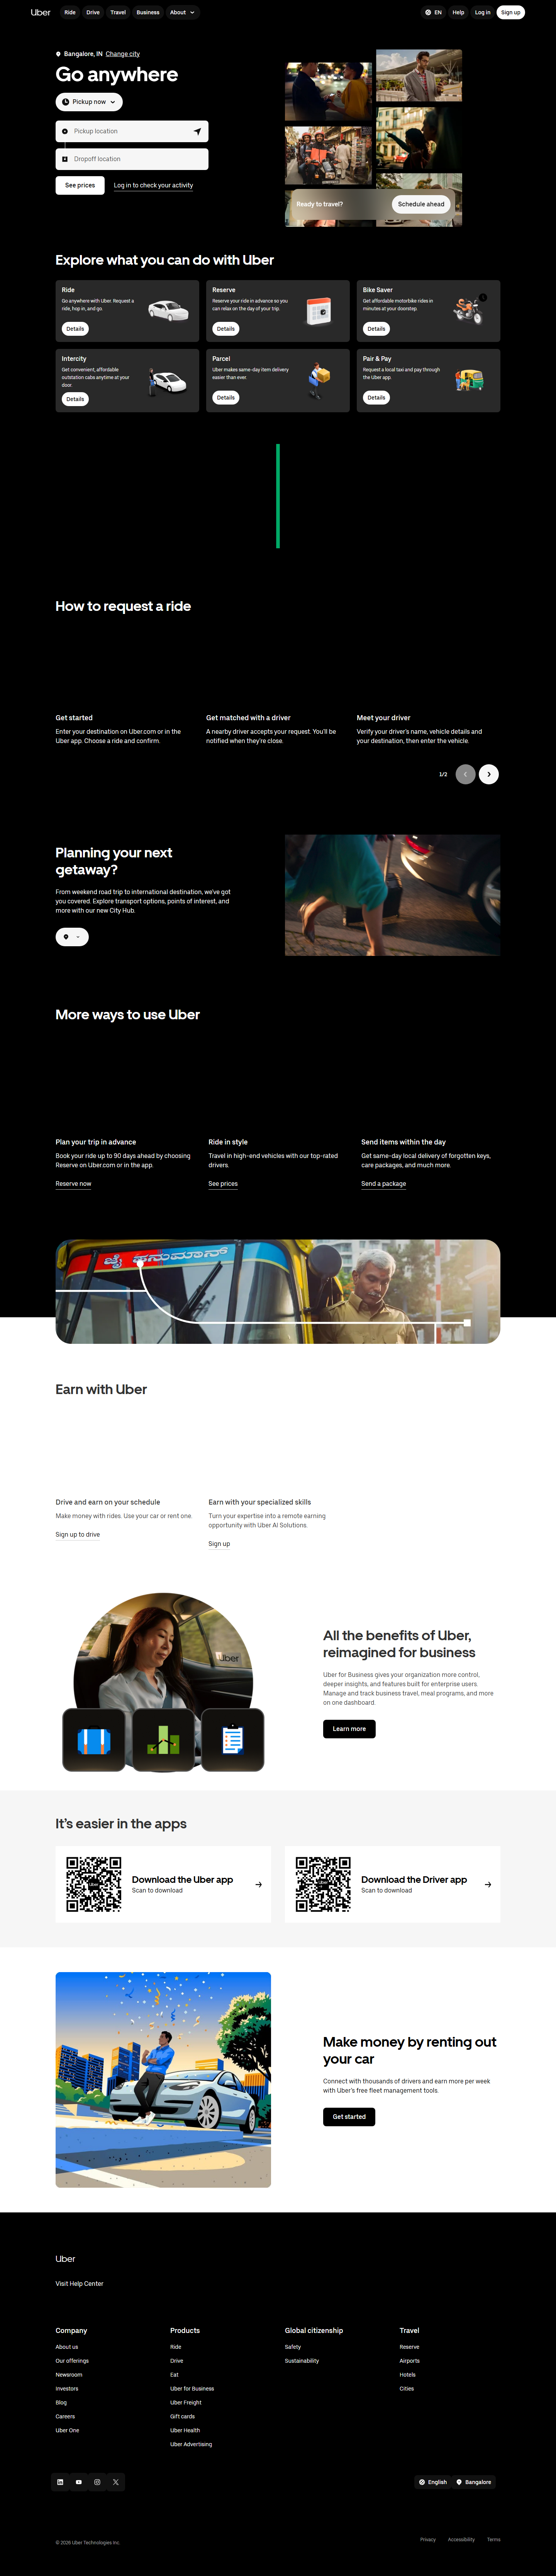 Uber
Ride
Drive
Travel
Business
About
EN
Help
Log in
Sign up
Bangalore, IN Change city
Go anywhere
Pickup now
Pickup location
Dropoff location
See prices
Log in to check your activity
Ready to travel?
Schedule ahead
Explore what you can do with Uber
Ride
Go anywhere with Uber. Request a
ride, hop in, and go
Details
Reserve
Reserve your ride in advance so you
can relax on the day of your trip.
Details
Bike Saver
Get affordable motorbike rides in
minutes at your doorstep.
Details
Intercity
Get convenient, affordable
outstation cabs anytime at your
door.
Details
Parcel
Uber makes same-day item delivery
easier than ever.
Details
Pair & Pay
Request a local taxi and pay through
the Uber app
Details
How to request a ride
Get started
Enter your destination on Uber.com or in the
Uber app. Choose a ride and confirm.
Get matched with a driver
A nearby driver accepts your request. You'll be
notified when they're close.
Meet your driver
Verify your driver's name, vehicle details and
your destination, then enter the vehicle.
1/2
Planning your next
getaway?
From weekend road trip to international destination, we've got
you covered. Explore transport options, points of interest, and
more with our new City Hub.
More ways to use Uber
Plan your trip in advance
Book your ride up to 90 days ahead by choosing
Reserve on Uber.com or in the app.
Reserve now
Ride in style
Travel in high-end vehicles with our top-rated
drivers.
See prices
Send items within the day
Get same-day local delivery of forgotten keys,
care packages, and much more.
Send a package
Earn with Uber
Drive and earn on your schedule
Make money with rides. Use your car or rent one.
Sign up to drive
Earn with your specialized skills
Turn your expertise into a remote earning
opportunity with Uber AI Solutions.
Sign up
Uber
All the benefits of Uber,
reimagined for business
Uber for Business gives your organization more control,
deeper insights, and features built for enterprise users.
Manage and track business travel, meal programs, and more
on one dashboard.
Learn more
It's easier in the apps
Download the Uber app
Scan to download
Download the Driver app
Scan to download
Make money by renting out
your car
Connect with thousands of drivers and earn more per week
with Uber's free fleet management tools.
Get started
Uber
Visit Help Center
Company
About us
Our offerings
Newsroom
Investors
Blog
Careers
Uber One
Products
Ride
Drive
Eat
Uber for Business
Uber Freight
Gift cards
Uber Health
Uber Advertising
Global citizenship
Safety
Sustainability
Travel
Reserve
Airports
Hotels
Cities
English
Bangalore
© 2026 Uber Technologies Inc.
Privacy
Accessibility
Terms